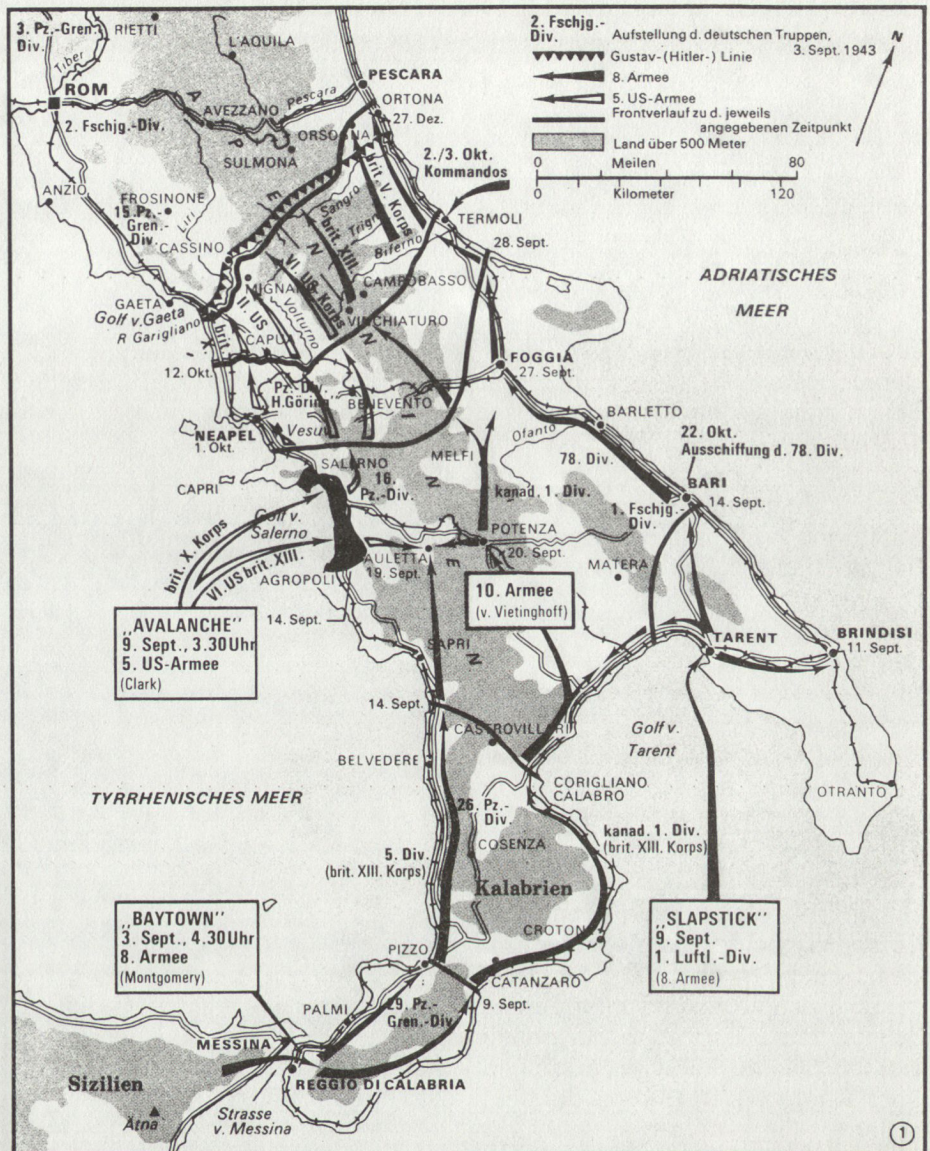 3. Pz.-Gren.
Div.
RIETTI
Tiber
L'AQUILA
ROM
AVEZZANO
Pescara
PESCARA
ORTONA
27. Dez.
2. Fschjg.-Div.
ORSOGNA
SULMONA
A
P
E
N
N
I
N
E
N
2. Fschjg.-
Div.
Aufstellung d. deutschen Truppen,
3. Sept. 1943
N
Gustav-(Hitler-) Linie
8. Armee
5. US-Armee
Frontverlauf zu d. jeweils
angegebenen Zeitpunkt
Land über 500 Meter
0 Meilen 80
Kilometer 120
2./3. Okt.
Kommandos
ANZIO
FROSINONE
15. Pz.-
Gren.-
Div.
Liri
CASSINO
Sangro
Trigno
Biferno
brit. V. Korps
brit. XIII.
VI. US Korps
II. US
brit. X.
TERMOLI
28. Sept.
ADRIATISCHES
MEER
MIGNANO
Volturno
CAMPOBASSO
VINCHIATURO
GAETA
Golf v. Gaeta
R Garigliano
CAPUA
12. Okt.
Pz.-Div.
H.Göring"
BENEVENTO
FOGGIA
27. Sept.
BARLETTO
Ofanto
NEAPEL
1. Okt.
Vesuv
CAPRI
SALERNO
16.
Pz.-Div.
Golf v.
Salerno
MELFI
78. Div.
22. Okt.
Ausschiffung d. 78. Div.
BARI
14. Sept.
kanad. 1. Div.
1. Fschjg.-
Div.
brit. X. Korps
VI. US brit. XIII.
POTENZA
20. Sept.
AULETTA
19. Sept.
AGROPOLI
14. Sept.
MATERA
10. Armee
(v. Vietinghoff)
„AVALANCHE"
9. Sept., 3.30Uhr
5. US-Armee
(Clark)
SAPRI
TARENT
BRINDISI
11. Sept.
14. Sept.
CASTROVILLARI
Golf v.
Tarent
BELVEDERE
CORIGLIANO
CALABRO
OTRANTO
TYRRHENISCHES MEER
26. Pz.-
Div.
COSENZA
5. Div.
(brit. XIII. Korps)
kanad. 1. Div.
(brit. XIII. Korps)
Kalabrien
„BAYTOWN"
3. Sept., 4.30Uhr
8. Armee
(Montgomery)
„SLAPSTICK"
9. Sept.
1. Luftl.-Div.
(8. Armee)
CROTONE
PIZZO
CATANZARO
9. Sept.
PALMI
29. Pz.-
Gren.-Div.
MESSINA
Sizilien
REGGIO DI CALABRIA
Strasse
v. Messina
Ätna
1